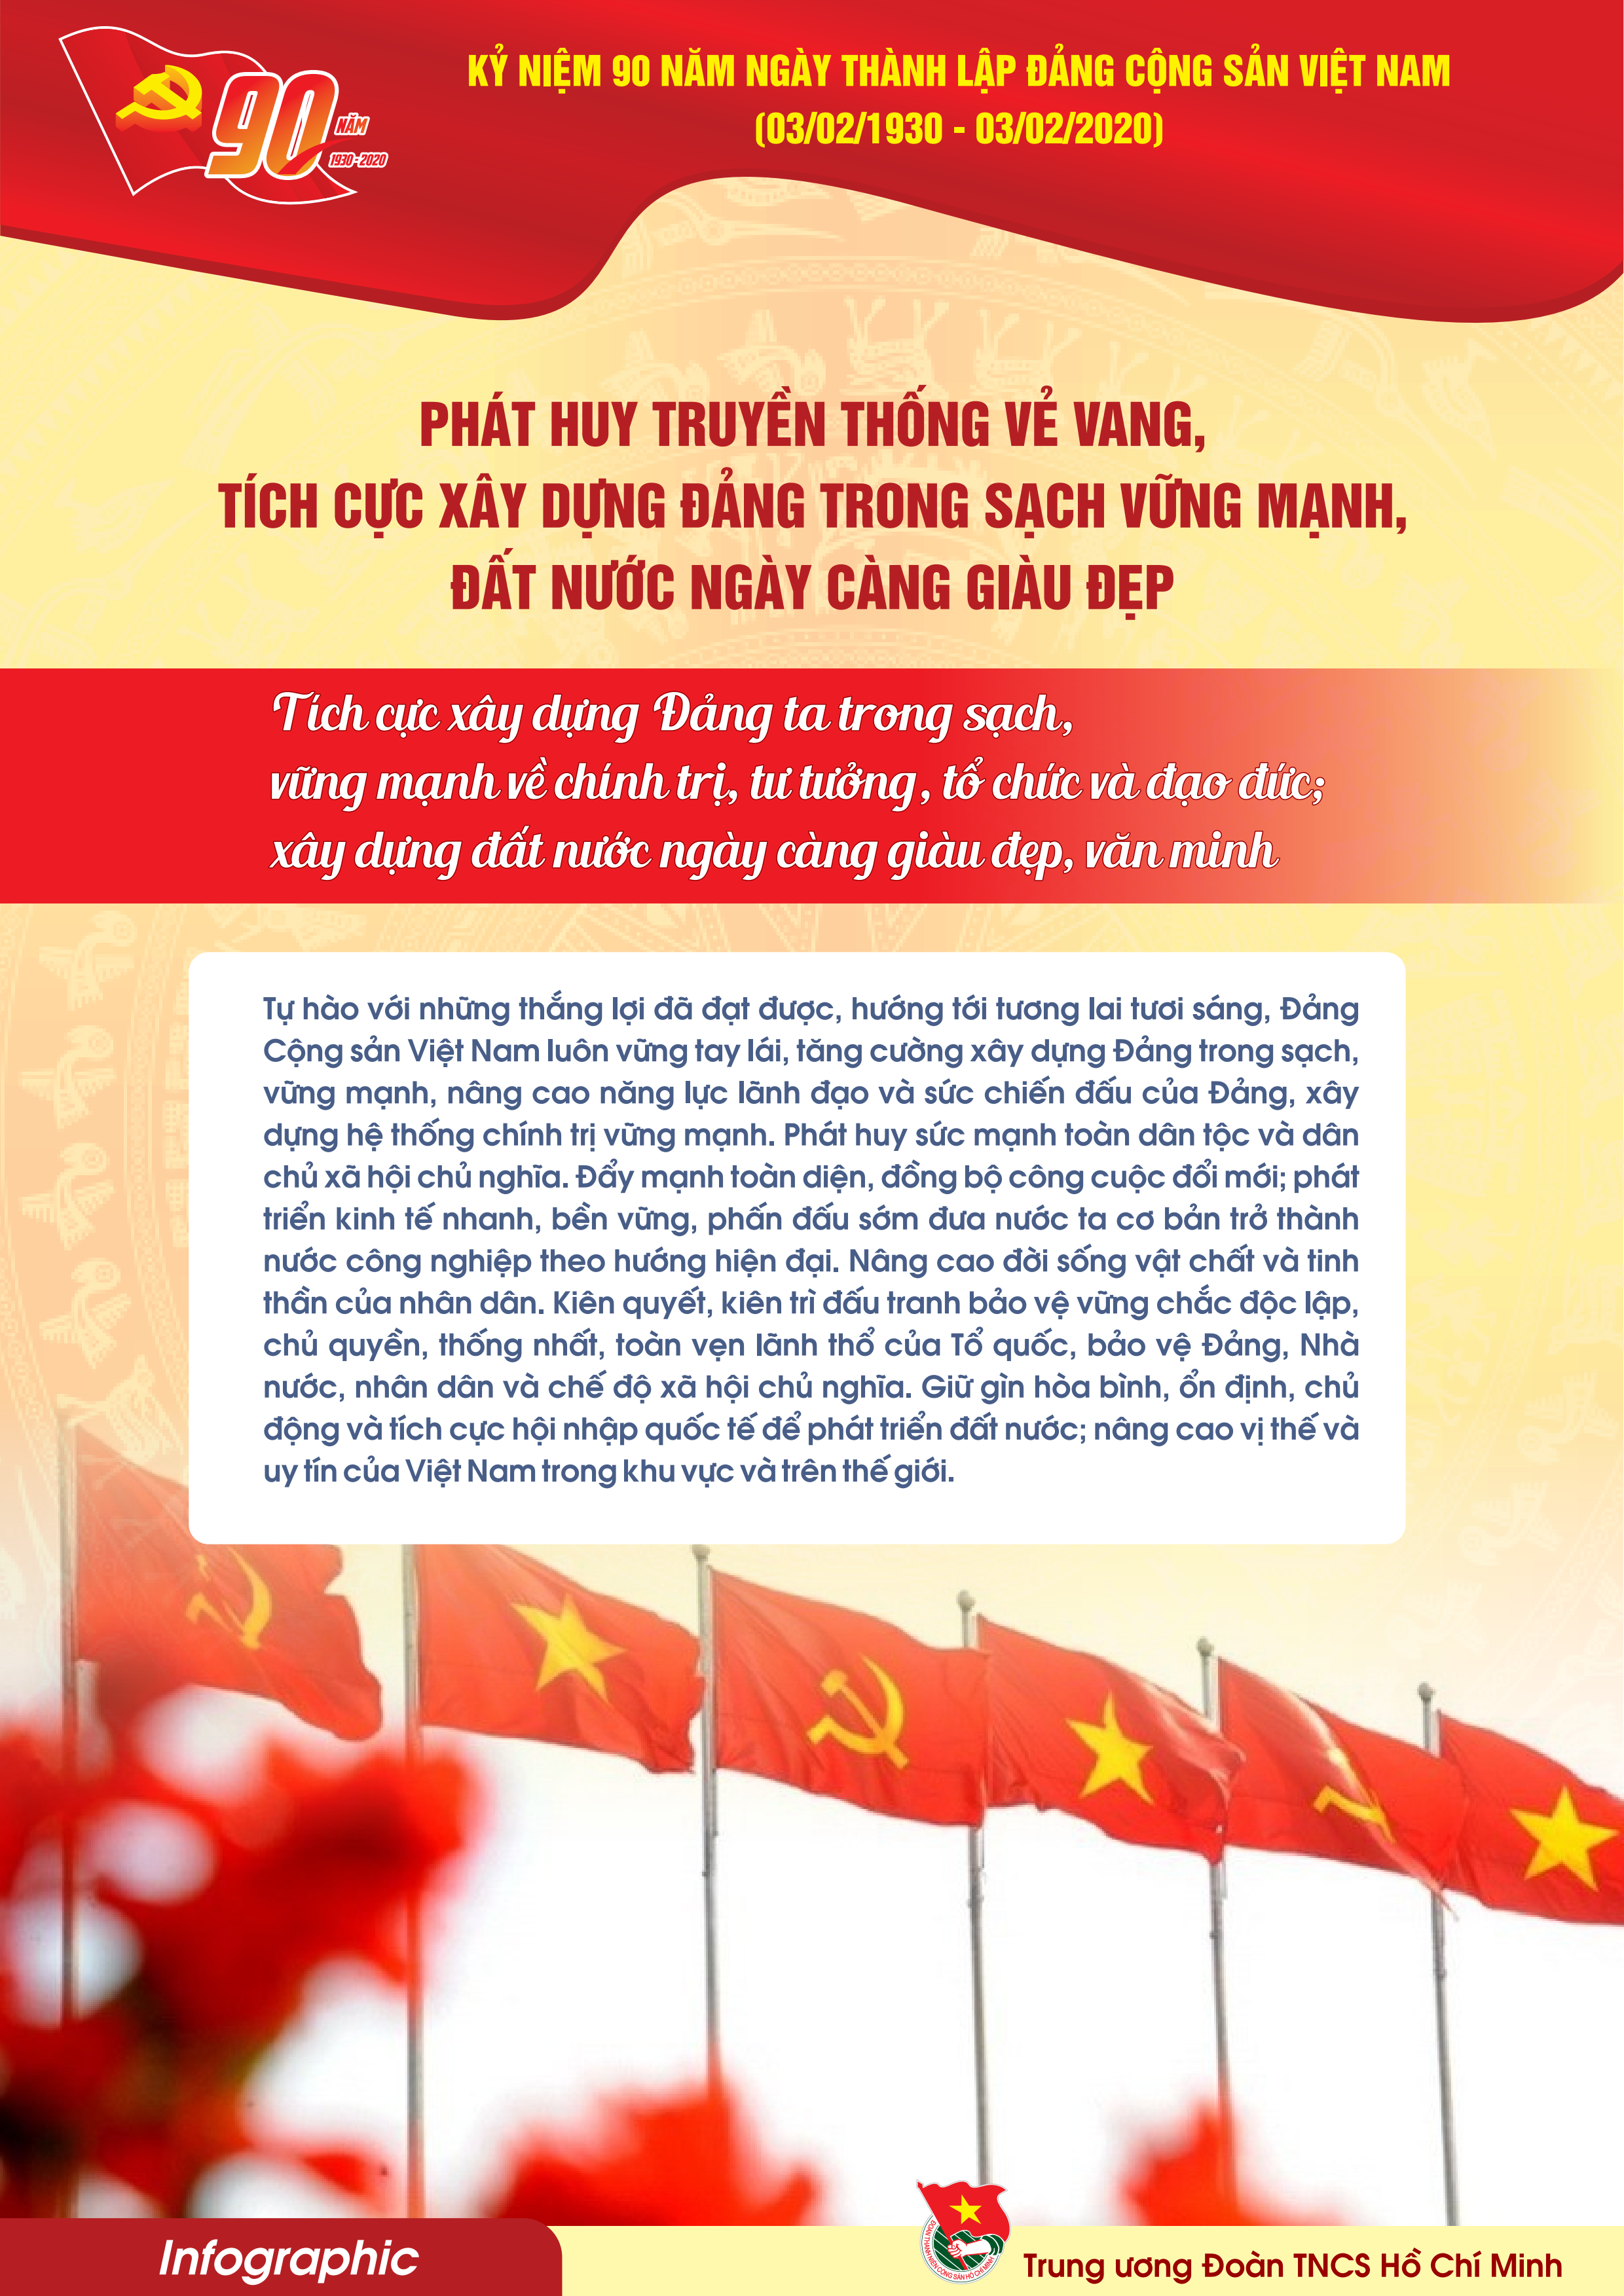 90
NĂM
1930-2020
KỶ NIỆM 90 NĂM NGÀY THÀNH LẬP ĐẢNG CỘNG SẢN VIỆT NAM
(03/02/1930 - 03/02/2020)
PHÁT HUY TRUYỀN THỐNG VẺ VANG,
TÍCH CỰC XÂY DỰNG ĐẢNG TRONG SẠCH VỮNG MẠNH,
ĐẤT NƯỚC NGÀY CÀNG GIÀU ĐẸP
Tích cực xây dựng Đảng ta trong sạch,
vững mạnh về chính trị, tư tưởng, tổ chức và đạo đức;
xây dựng đất nước ngày càng giàu đẹp, văn minh
Tự hào với những thắng lợi đã đạt được, hướng tới tương lai tươi sáng, Đảng
Cộng sản Việt Nam luôn vững tay lái, tăng cường xây dựng Đảng trong sạch,
vững mạnh, nâng cao năng lực lãnh đạo và sức chiến đấu của Đảng, xây
dựng hệ thống chính trị vững mạnh. Phát huy sức mạnh toàn dân tộc và dân
chủ xã hội chủ nghĩa. Đẩy mạnh toàn diện, đồng bộ công cuộc đổi mới; phát
triển kinh tế nhanh, bền vững, phấn đấu sớm đưa nước ta cơ bản trở thành
nước công nghiệp theo hướng hiện đại. Nâng cao đời sống vật chất và tinh
thần của nhân dân. Kiên quyết, kiên trì đấu tranh bảo vệ vững chắc độc lập,
chủ quyền, thống nhất, toàn vẹn lãnh thổ của Tổ quốc, bảo vệ Đảng, Nhà
nước, nhân dân và chế độ xã hội chủ nghĩa. Giữ gìn hòa bình, ổn định, chủ
động và tích cực hội nhập quốc tế để phát triển đất nước; nâng cao vị thế và
uy tín của Việt Nam trong khu vực và trên thế giới.
Infographic
ĐOÀN THANH NIÊN CỘNG SẢN HỒ CHÍ MINH
Trung ương Đoàn TNCS Hồ Chí Minh